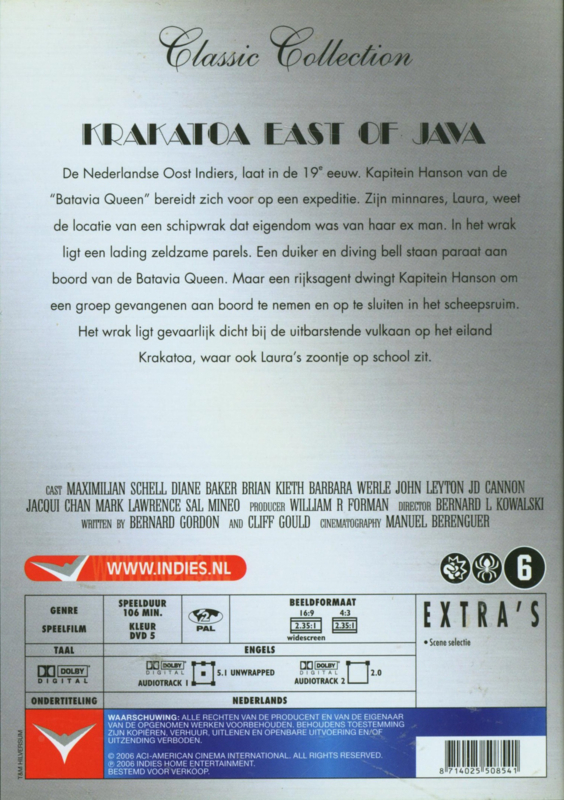 Classic Collection
KRAKATOA EAST OF JAVA
De Nederlandse Oost Indiers, laat in de 19e eeuw. Kapitein Hanson van de
“Batavia Queen” bereidt zich voor op een expeditie. Zijn minnares, Laura, weet
de locatie van een schipwrak dat eigendom was van haar ex man. In het wrak
ligt een lading zeldzame parels. Een duiker en diving bell staan paraat aan
boord van de Batavia Queen. Maar een rijksagent dwingt Kapitein Hanson om
een groep gevangenen aan boord te nemen en op te sluiten in het scheepsruim.
Het wrak ligt gevaarlijk dicht bij de uitbarstende vulkaan op het eiland
Krakatoa, waar ook Laura’s zoontje op school zit.
CAST MAXIMILIAN SCHELL DIANE BAKER BRIAN KIETH BARBARA WERLE JOHN LEYTON JD CANNON
JACQUI CHAN MARK LAWRENCE SAL MINEO PRODUCER WILLIAM R FORMAN DIRECTOR BERNARD L KOWALSKI
WRITTEN BY BERNARD GORDON AND CLIFF GOULD CINEMATOGRAPHY MANUEL BERENGUER
WWW.INDIES.NL
6
GENRE
SPEELFILM
SPEELDUUR
106 MIN.
KLEUR
DVD 5
2
PAL
BEELDFORMAAT
16:9 4:3
2.35:1 2.35:1
widescreen
EXTRA'S
• Scene selectie
TAAL ENGELS
DOLBY DIGITAL
AUDIOTRACK 1
5.1 UNWRAPPED
DOLBY DIGITAL
AUDIOTRACK 2
2.0
ONDERTITELING NEDERLANDS
WAARSCHUWING: ALLE RECHTEN VAN DE PRODUCENT EN VAN DE EIGENAAR
VAN DE OPGENOMEN WERKEN VOORBEHOUDEN. BEHOUDENS TOESTEMMING
ZIJN KOPIËREN, VERHUUR, UITLENEN EN OPENBARE UITVOERING EN/OF
UITZENDING VERBODEN.
© 2006 ACI-AMERICAN CINEMA INTERNATIONAL. ALL RIGHTS RESERVED.
℗ 2006 INDIES HOME ENTERTAINMENT.
BESTEMD VOOR VERKOOP.
T&M HILVERSUM
8 714025 508541